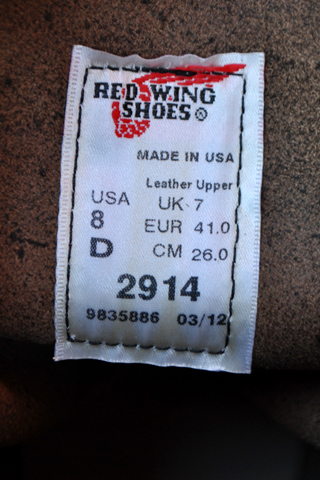 RED WING
SHOES®
MADE IN USA
Leather Upper
USA UK 7
8 EUR 41.0
D CM 26.0
2914
9835886 03/12